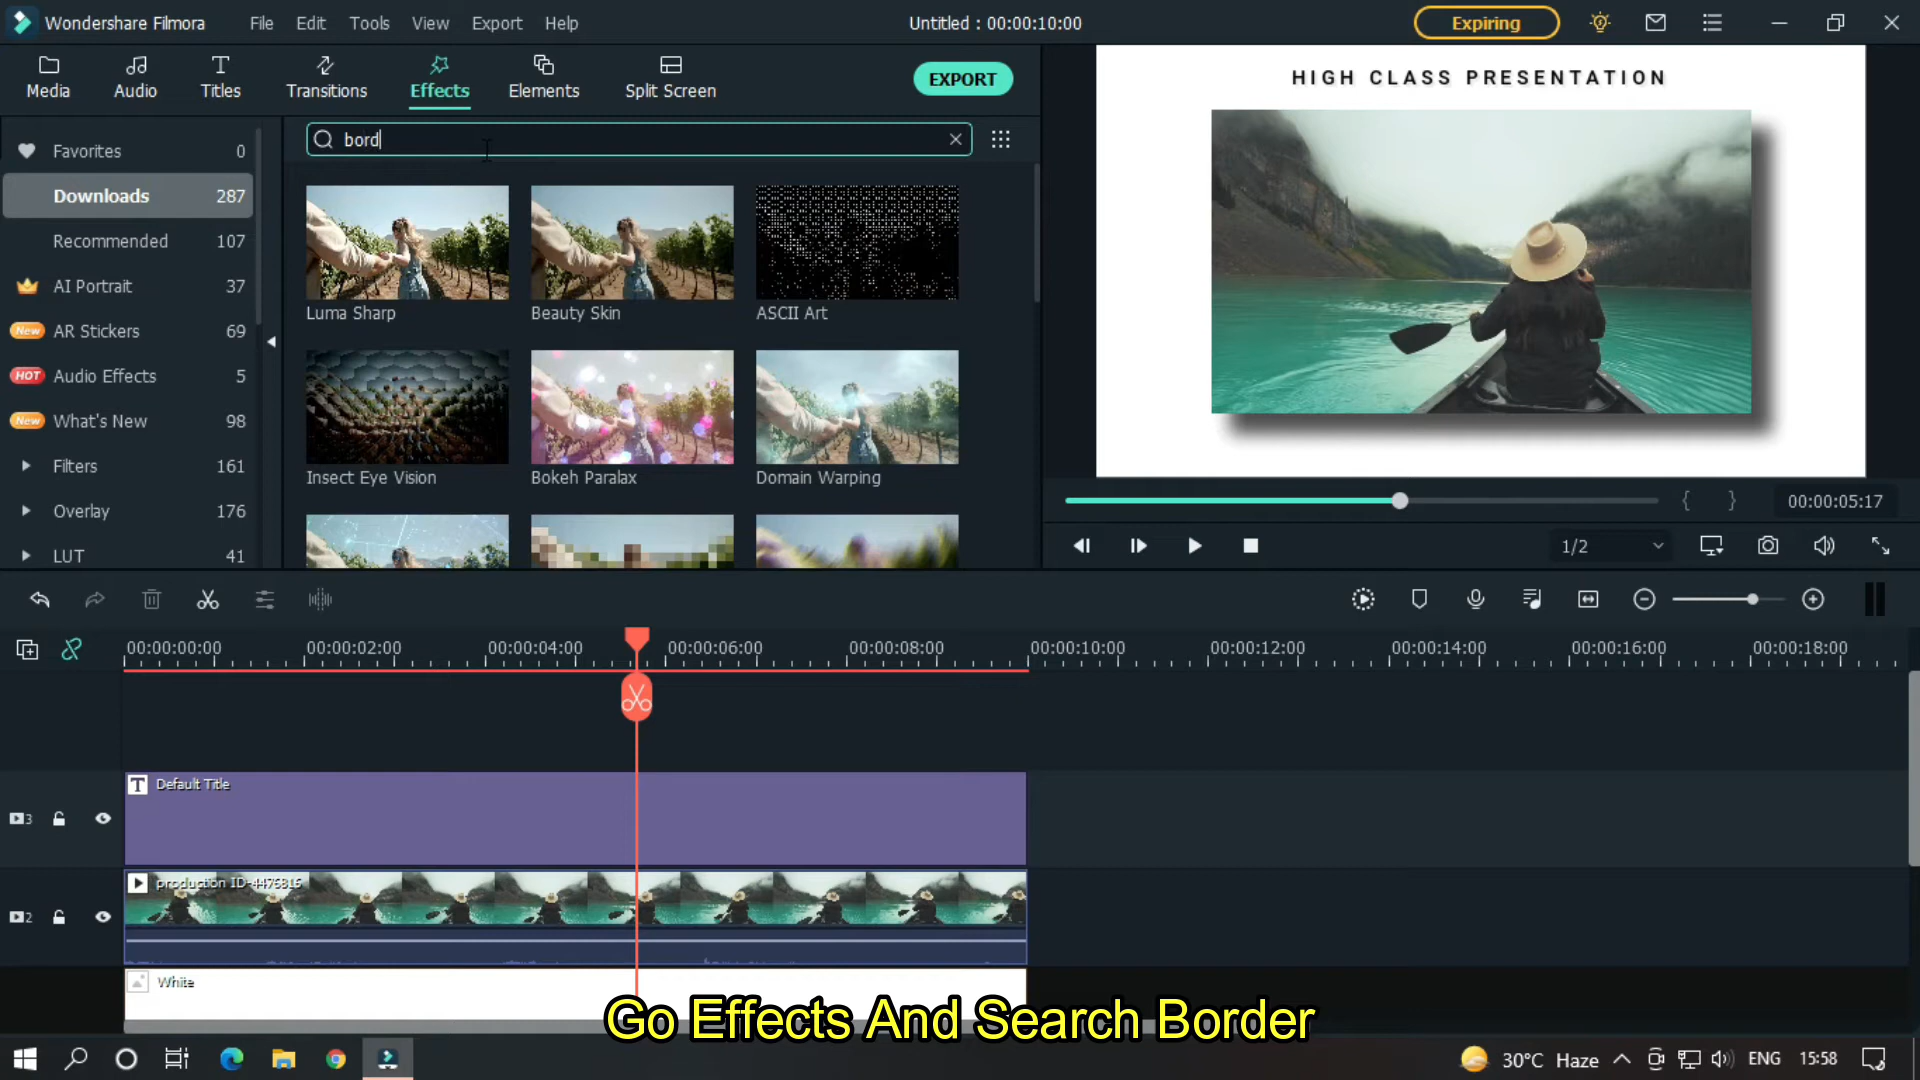 Wondershare Filmora
File
Edit
Tools
View
Export
Help
Untitled : 00:00:10:00
Expiring
Media
Audio
Titles
Transitions
Effects
Elements
Split Screen
EXPORT
Favorites 0
Downloads 287
Recommended 107
AI Portrait 37
New AR Stickers 69
HOT Audio Effects 5
New What's New 98
Filters 161
Overlay 176
LUT 41
bord
Luma Sharp
Beauty Skin
ASCII Art
Insect Eye Vision
Bokeh Paralax
Domain Warping
HIGH CLASS PRESENTATION
{ }
00:00:05:17
1/2
00:00:00:00
00:00:02:00
00:00:04:00
00:00:06:00
00:00:08:00
00:00:10:00
00:00:12:00
00:00:14:00
00:00:16:00
00:00:18:00
3
T Default Title
2
production ID-4475315
White
Go Effects And Search Border
30°C Haze
ENG
15:58